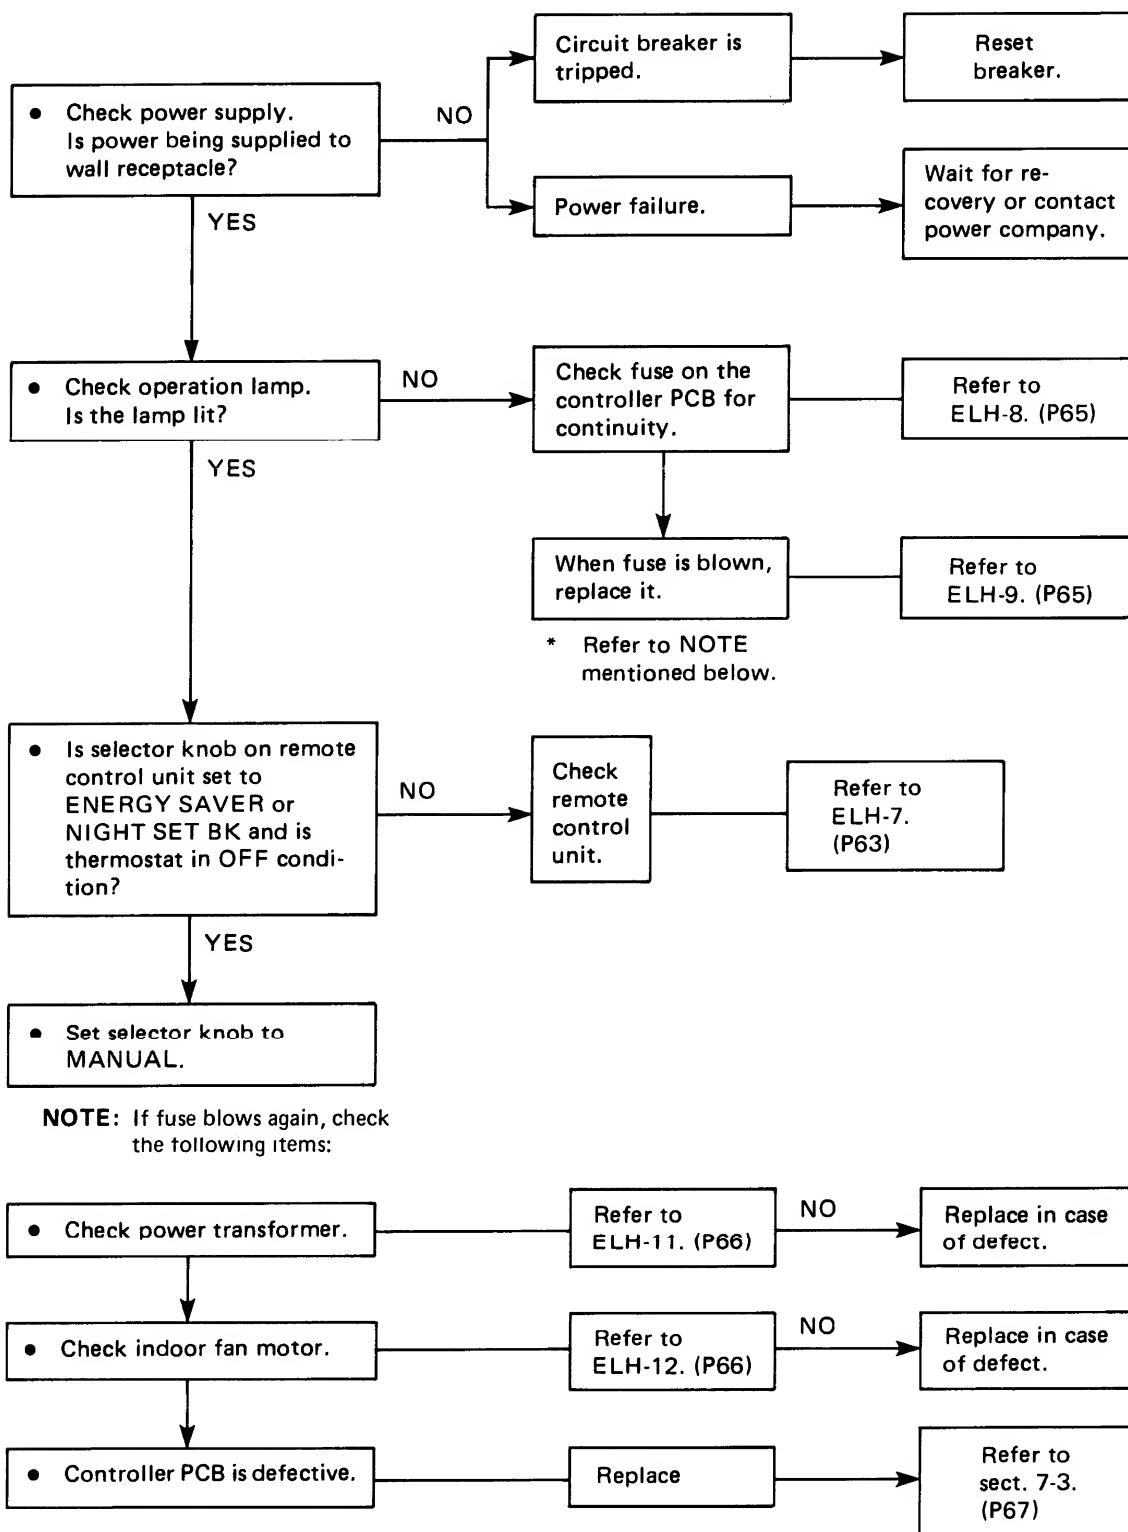 Circuit breaker is
tripped.
Reset
breaker.
• Check power supply.
Is power being supplied to
wall receptacle?
NO
Power failure.
Wait for re-
covery or contact
power company.
YES
• Check operation lamp.
Is the lamp lit?
NO
Check fuse on the
controller PCB for
continuity.
Refer to
ELH-8. (P65)
YES
When fuse is blown,
replace it.
Refer to
ELH-9. (P65)
* Refer to NOTE
mentioned below.
• Is selector knob on remote
control unit set to
ENERGY SAVER or
NIGHT SET BK and is
thermostat in OFF condi-
tion?
NO
Check
remote
control
unit.
Refer to
ELH-7.
(P63)
YES
• Set selector knob to
MANUAL.
NOTE: If fuse blows again, check
the following items:
• Check power transformer.
Refer to
ELH-11. (P66)
NO
Replace in case
of defect.
• Check indoor fan motor.
Refer to
ELH-12. (P66)
NO
Replace in case
of defect.
• Controller PCB is defective.
Replace
Refer to
sect. 7-3.
(P67)